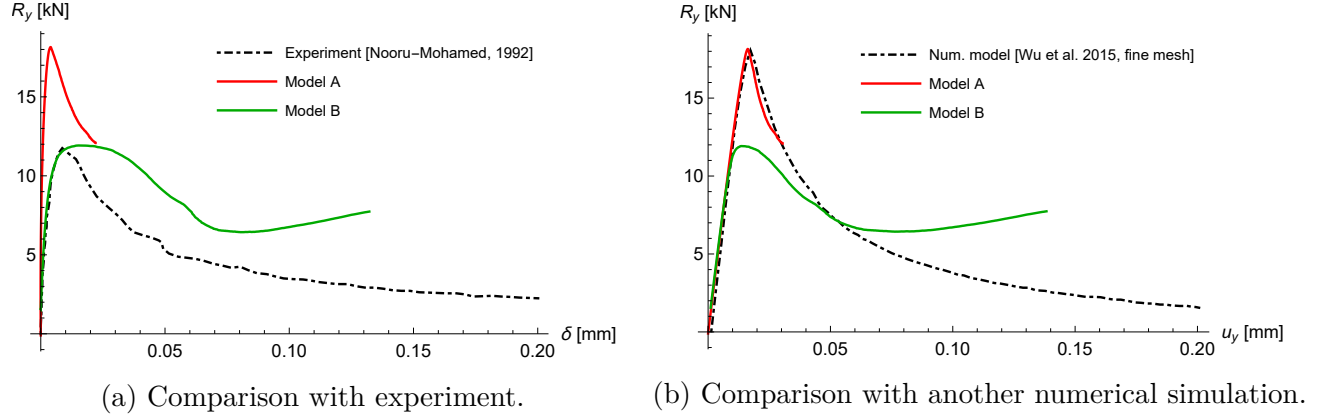 R_y [kN]
Experiment [Nooru−Mohamed, 1992]
Model A
Model B
15
10
5
0.05 0.10 0.15 0.20
δ [mm]
(a) Comparison with experiment.
R_y [kN]
Num. model [Wu et al. 2015, fine mesh]
Model A
Model B
15
10
5
0.05 0.10 0.15 0.20
u_y [mm]
(b) Comparison with another numerical simulation.